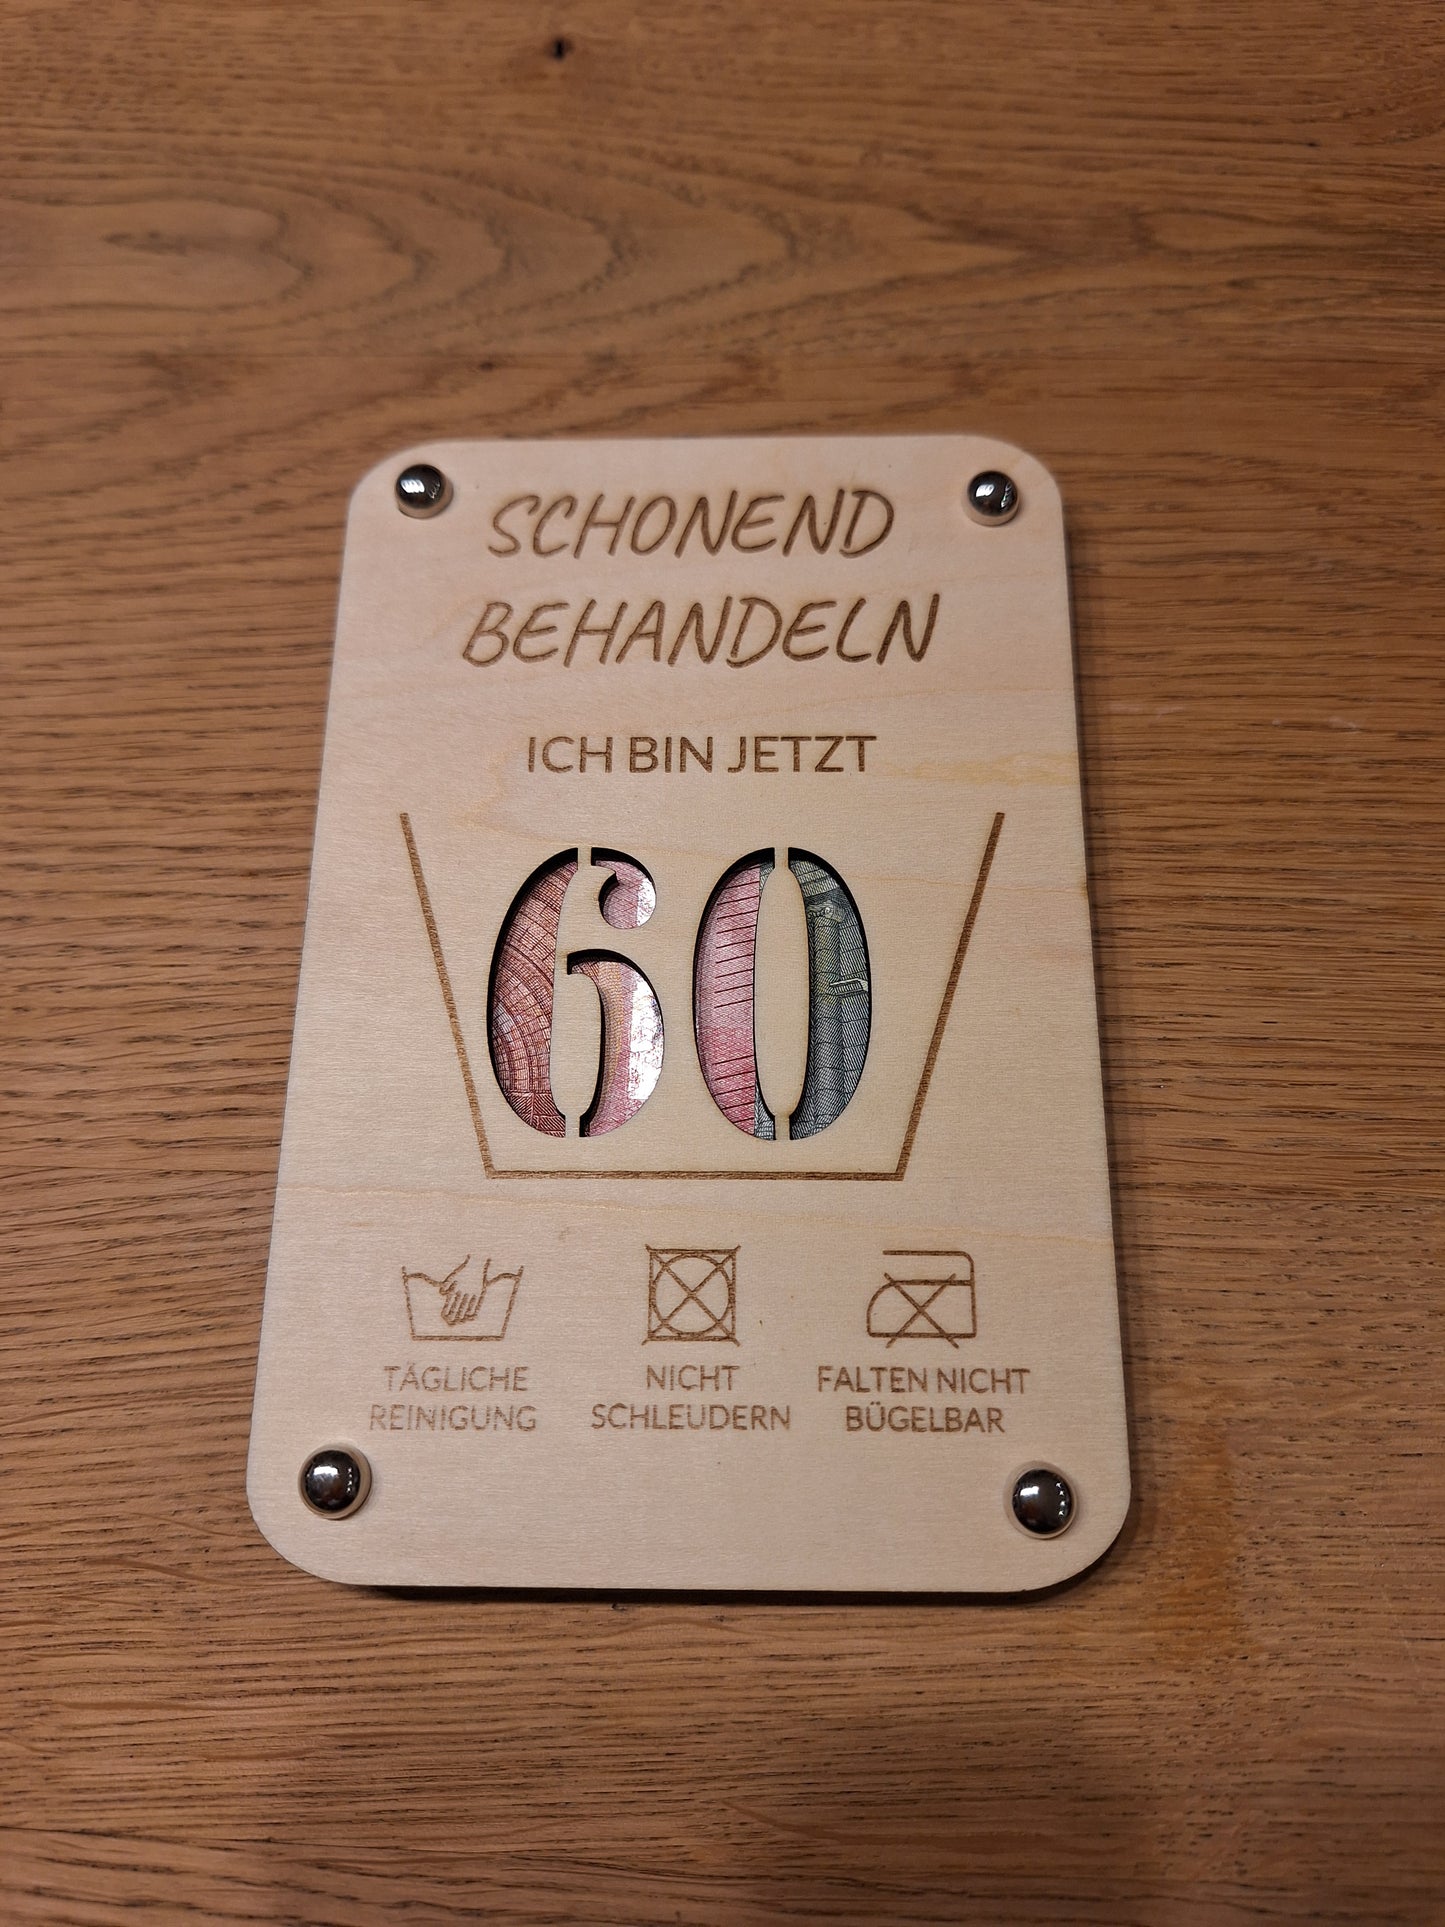 SCHONEND
BEHANDELN
ICH BIN JETZT
60
TÄGLICHE
REINIGUNG
NICHT
SCHLEUDERN
FALTEN NICHT
BÜGELBAR